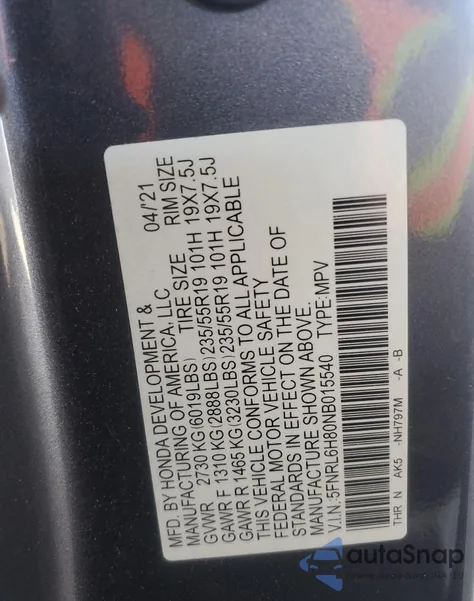 MFD. BY HONDA DEVELOPMENT &
MANUFACTURING OF AMERICA, LLC 04/'21
TIRE SIZE RIM SIZE
GVWR 2730 KG(6019LBS)
GAWR F 1310 KG(2888LBS)235/55R19 101H 19X7.5J
GAWR R 1465 KG(3230LBS)235/55R19 101H 19X7.5J
THIS VEHICLE CONFORMS TO ALL APPLICABLE
FEDERAL MOTOR VEHICLE SAFETY
STANDARDS IN EFFECT ON THE DATE OF
MANUFACTURE SHOWN ABOVE.
V.I.N.:5FNRL6H80NB015540 TYPE:MPV
THR N AK5 -NH797M -A -B
autoSnap